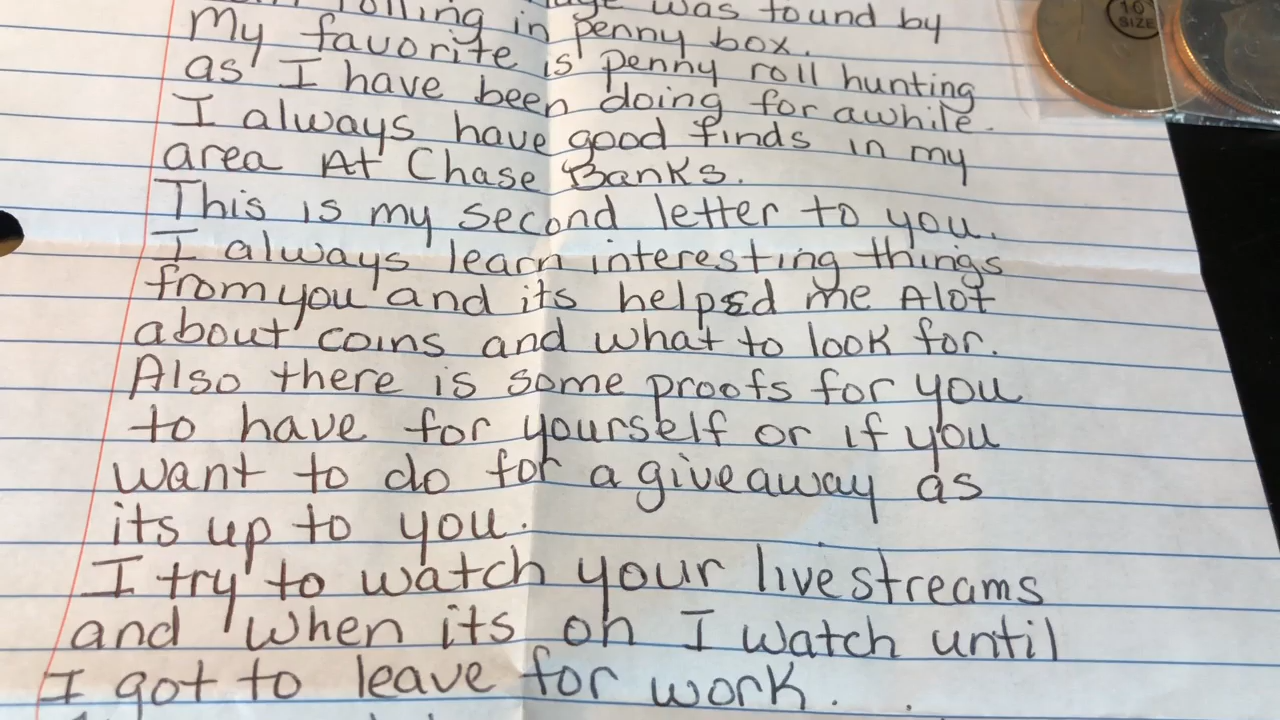 rolling in was found by
My favorite in penny box.
as I have is penny roll hunting
I always been doing for awhile.
area At have good finds in my
Chase Banks.
This is my second letter to you.
I always learn interesting things
from you and its helped me Alot
about coins and what to look for.
Also there is some proofs for you
to have for yourself or if you
want to do for a giveaway as
its up to you.
I try to watch your livestreams
and when its on I watch until
I got to leave for work.
10
SIZE